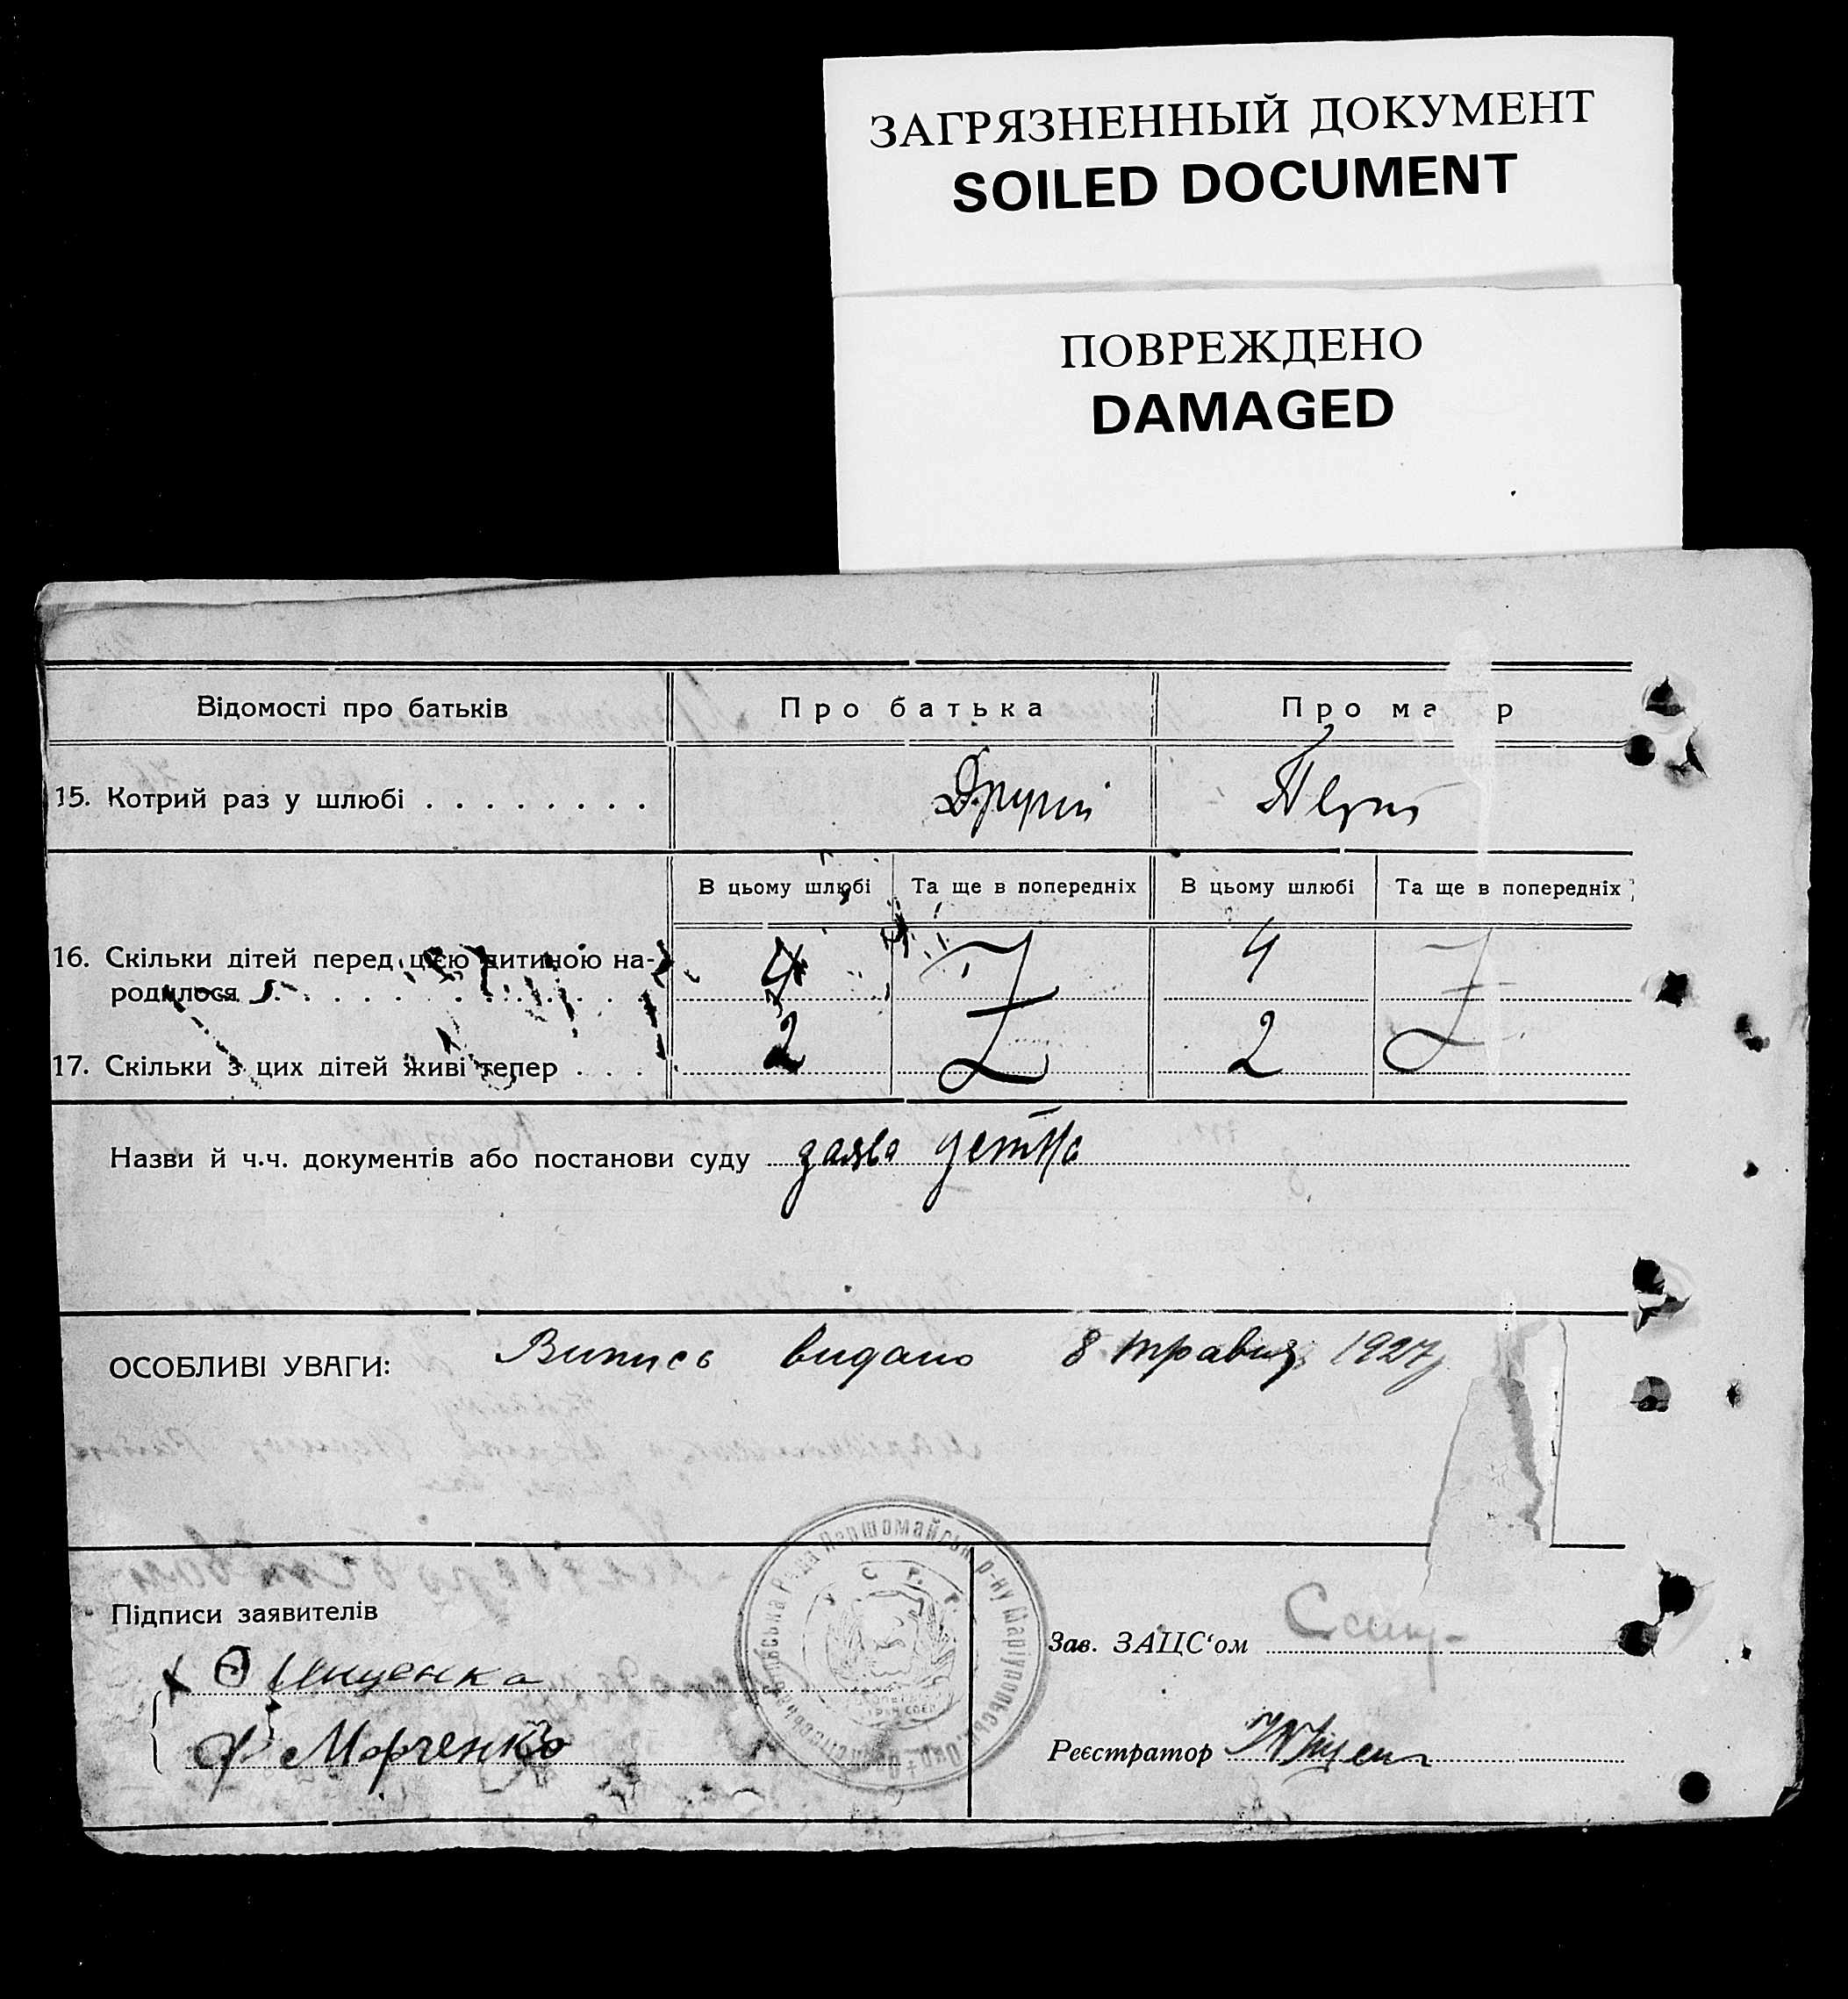 ЗАГРЯЗНЕННЫЙ ДОКУМЕНТ
SOILED DOCUMENT
ПОВРЕЖДЕНО
DAMAGED
Відомості про батьків Про батька Про ма р
15. Котрий раз у шлюбі . . . . . . . . Другий
В цьому шлюбі Та ще в попередніх В цьому шлюбі Та ще в попередніх
16. Скільки дітей перед цією дитиною на-
родилося 4 4
17. Скільки з цих дітей живі тепер . . . . 2 2
Назви й ч.ч. документів або постанови суду заява
ОСОБЛИВІ УВАГИ: Випись видано 8 травня 1927
У С Р Р
Підписи заявителів
Зав. ЗАЦС‘ом
Ф Марченко
Реєстратор